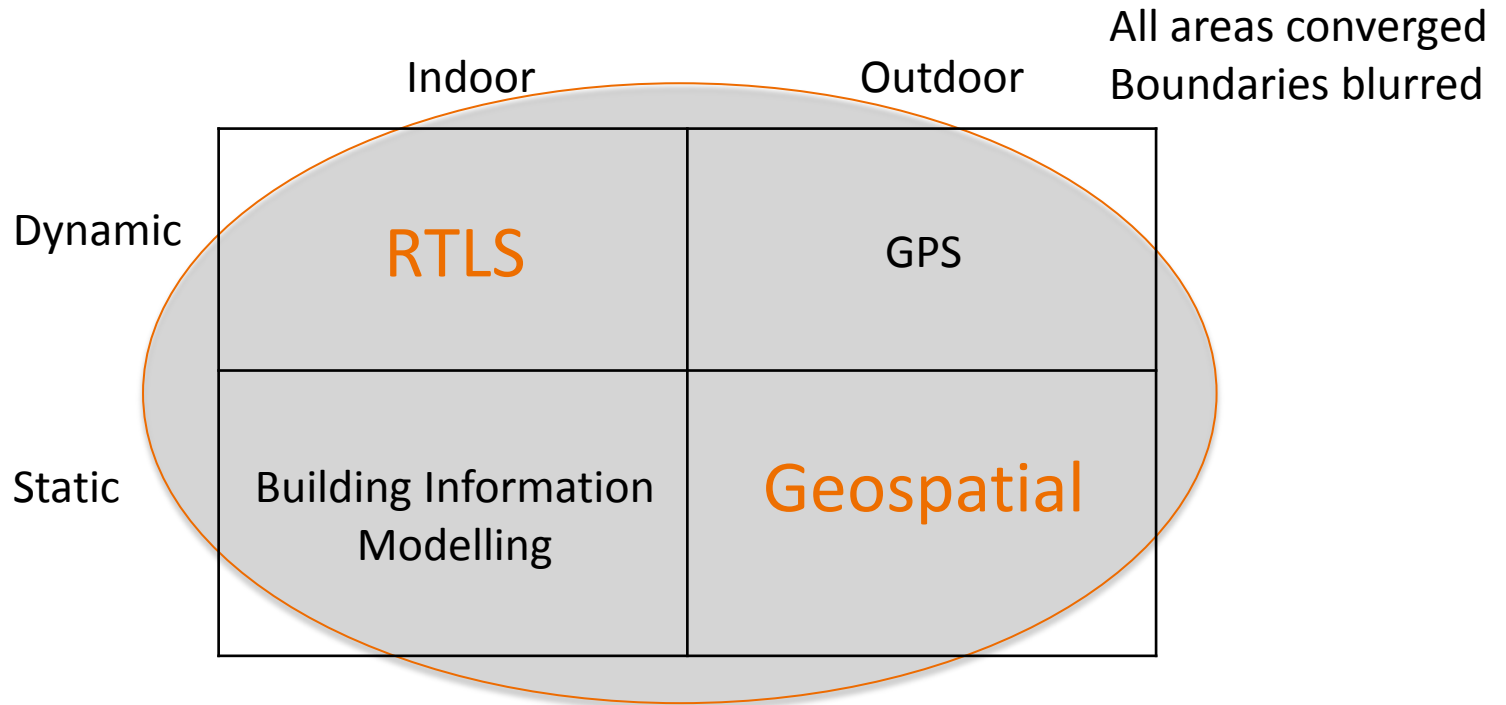 All areas converged
Boundaries blurred
Indoor
Outdoor
Dynamic
RTLS
GPS
Static
Building Information
Modelling
Geospatial